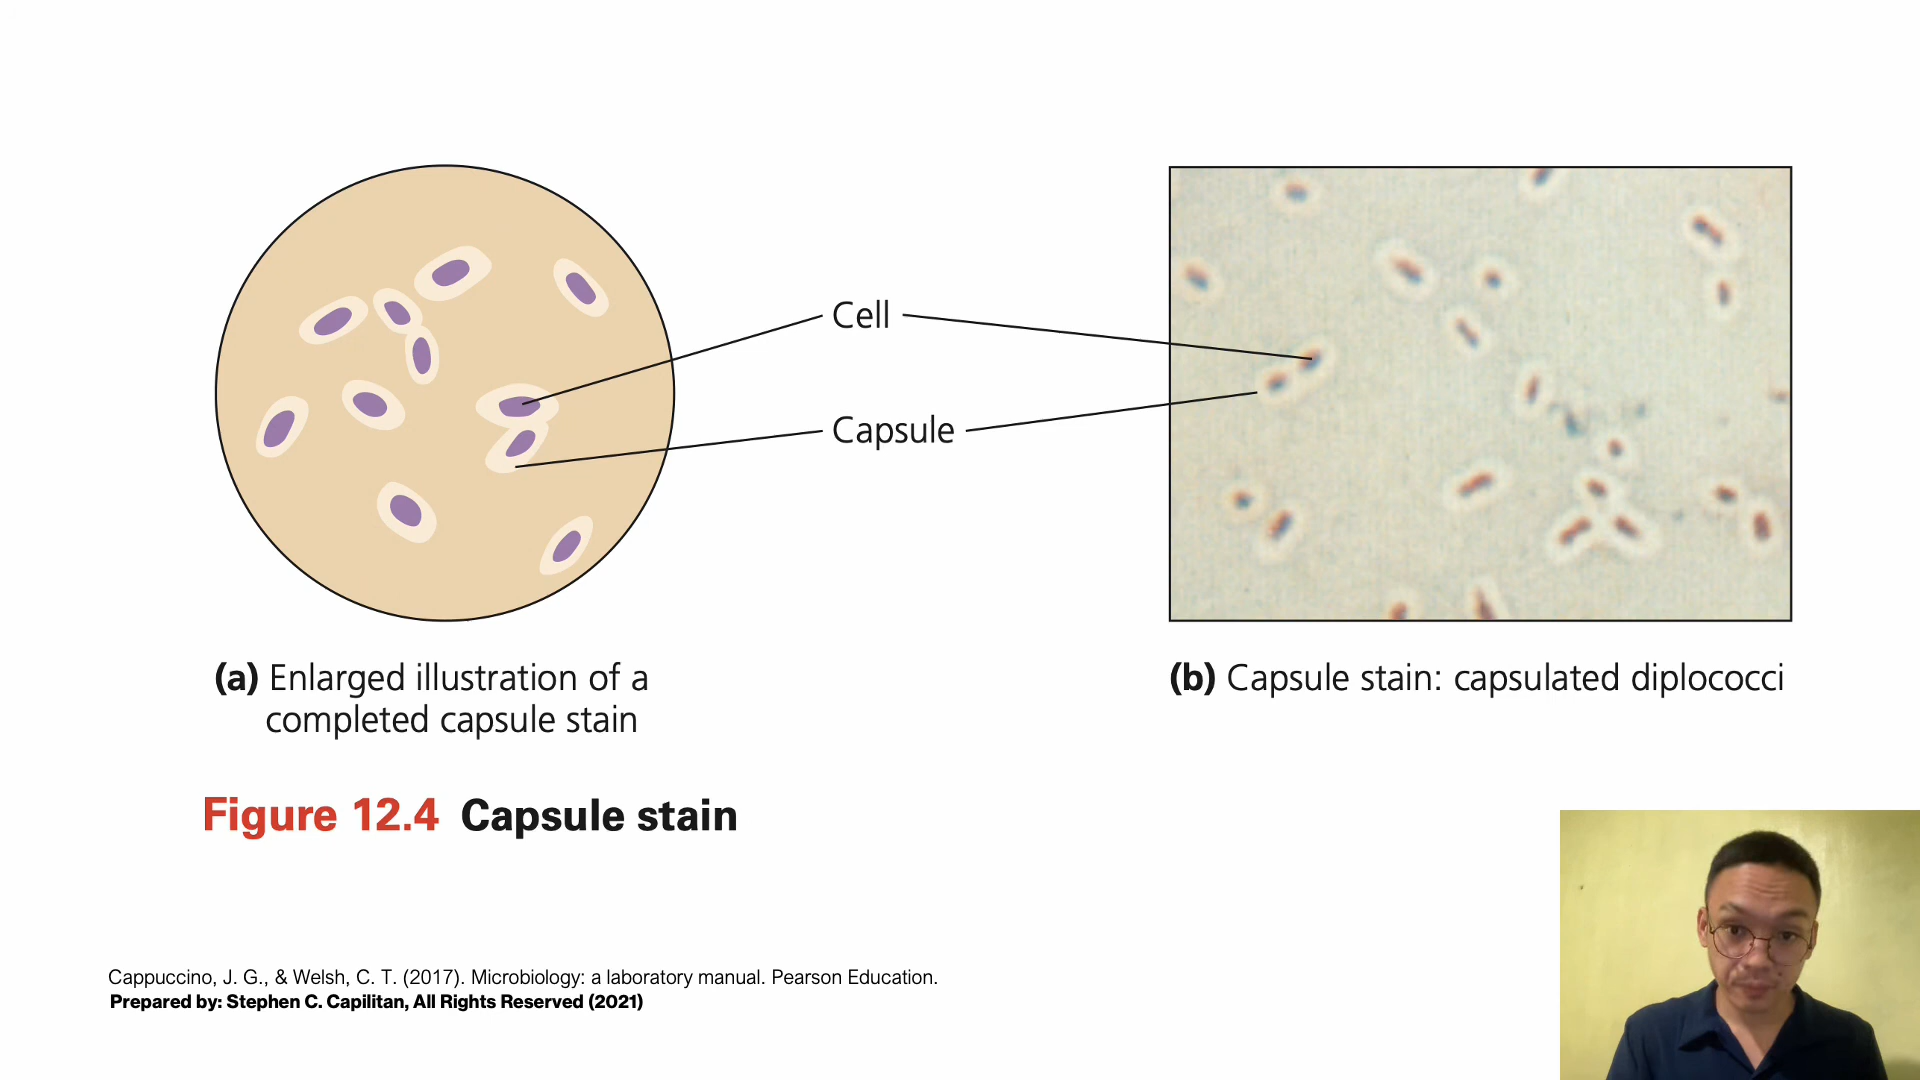 Cell
Capsule
(a) Enlarged illustration of a
completed capsule stain
(b) Capsule stain: capsulated diplococci
Figure 12.4 Capsule stain
Cappuccino, J. G., & Welsh, C. T. (2017). Microbiology: a laboratory manual. Pearson Education.
Prepared by: Stephen C. Capilitan, All Rights Reserved (2021)